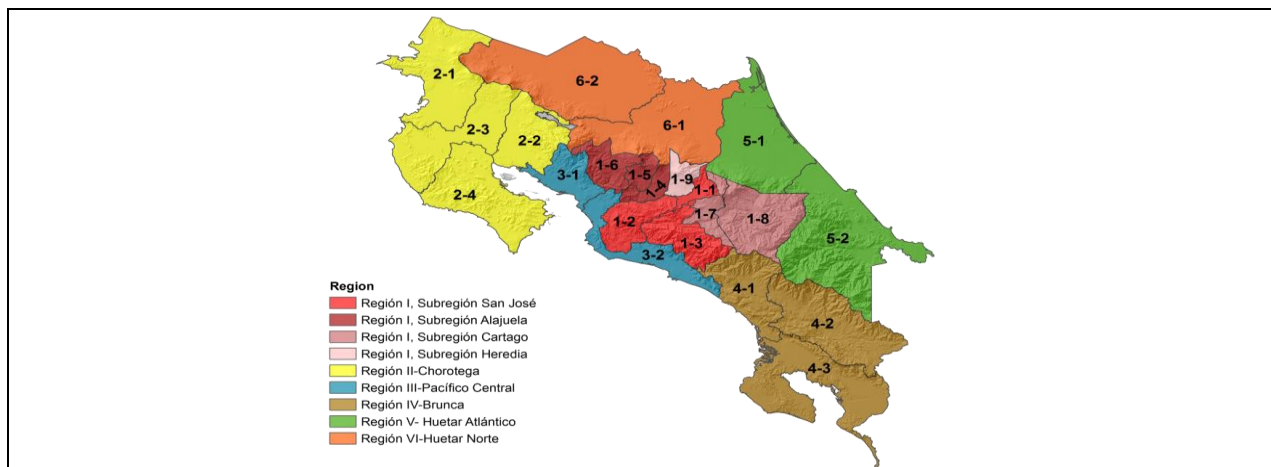 2-1
6-2
2-3
2-2
6-1
5-1
1-6
1-5
3-1
1-9
1-4
1-1
2-4
1-2
1-7
1-8
5-2
1-3
3-2
4-1
4-2
4-3
Region
Región I, Subregión San José
Región I, Subregión Alajuela
Región I, Subregión Cartago
Región I, Subregión Heredia
Región II-Chorotega
Región III-Pacífico Central
Región IV-Brunca
Región V- Huetar Atlántico
Región VI-Huetar Norte